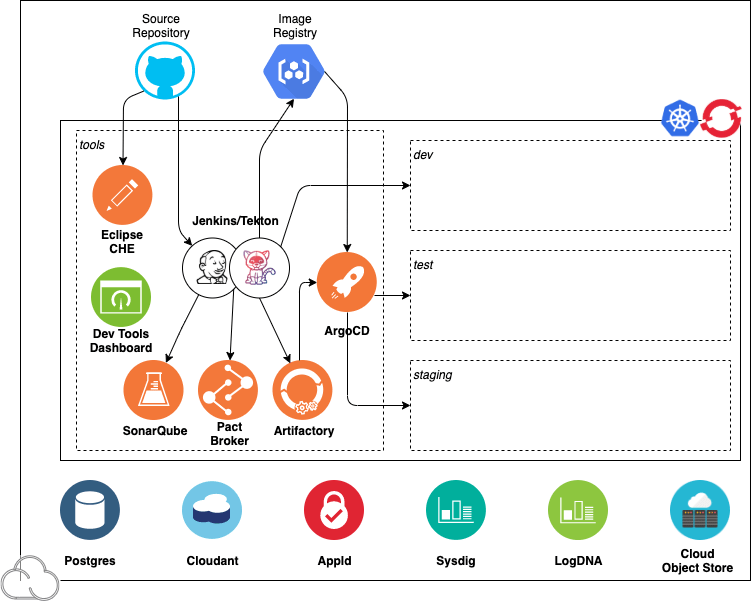 Source
Repository
Image
Registry
tools
dev
Jenkins/Tekton
Eclipse
CHE
test
ArgoCD
Dev Tools
Dashboard
staging
SonarQube
Pact
Broker
Artifactory
Postgres
Cloudant
AppId
Sysdig
LogDNA
Cloud
Object Store